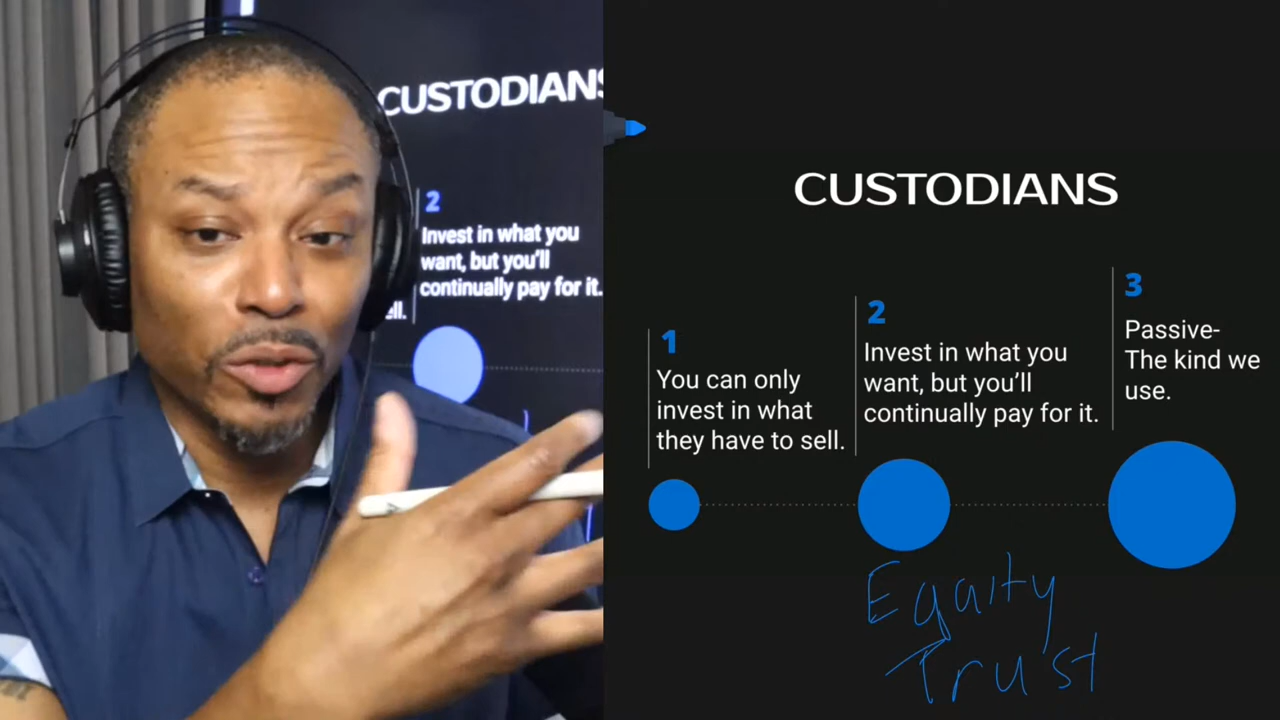 CUSTODIANS
2
Invest in what you
want, but you'll
continually pay for it.
ell.
CUSTODIANS
1
You can only
invest in what
they have to sell.
2
Invest in what you
want, but you'll
continually pay for it.
3
Passive-
The kind we
use.
Equity
Trust